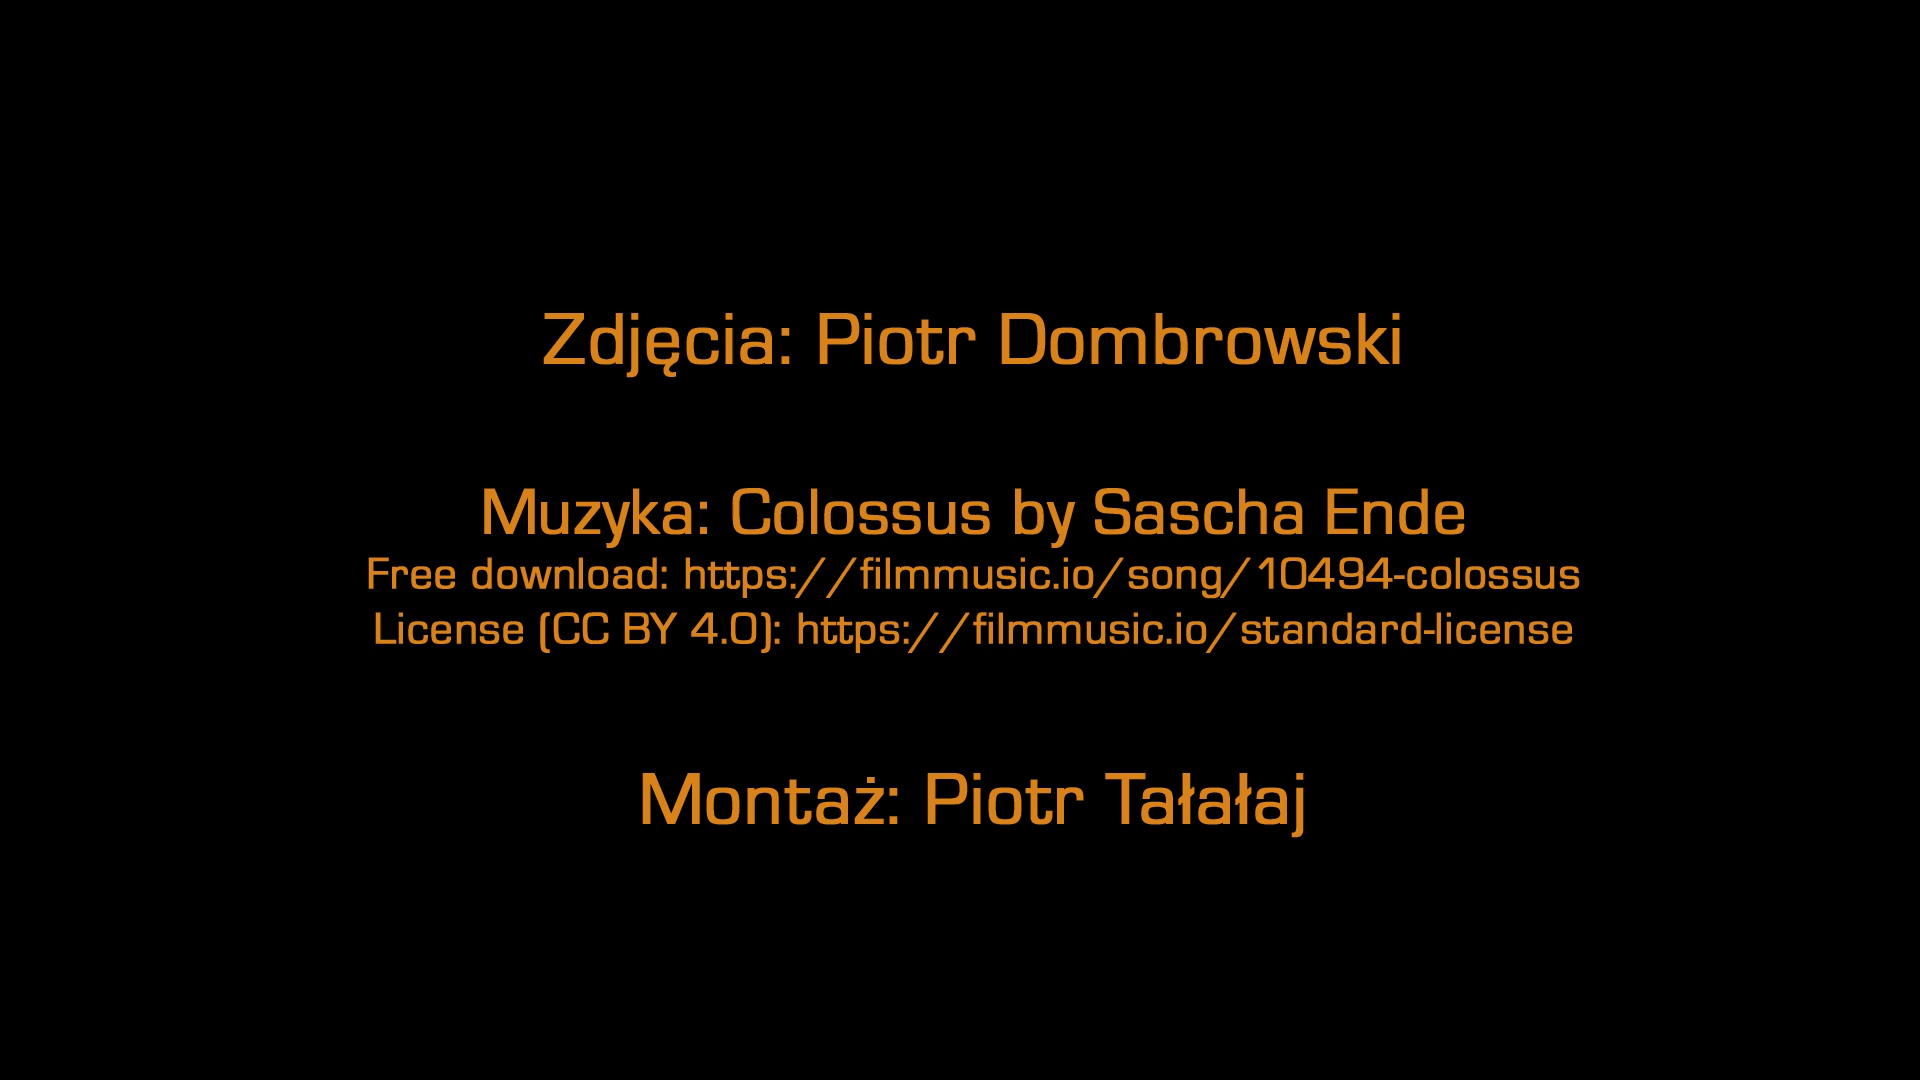 Zdjęcia: Piotr Dombrowski
Muzyka: Colossus by Sascha Ende
Free download: https://filmmusic.io/song/10494-colossus
License (CC BY 4.0): https://filmmusic.io/standard-license
Montaż: Piotr Tałałaj